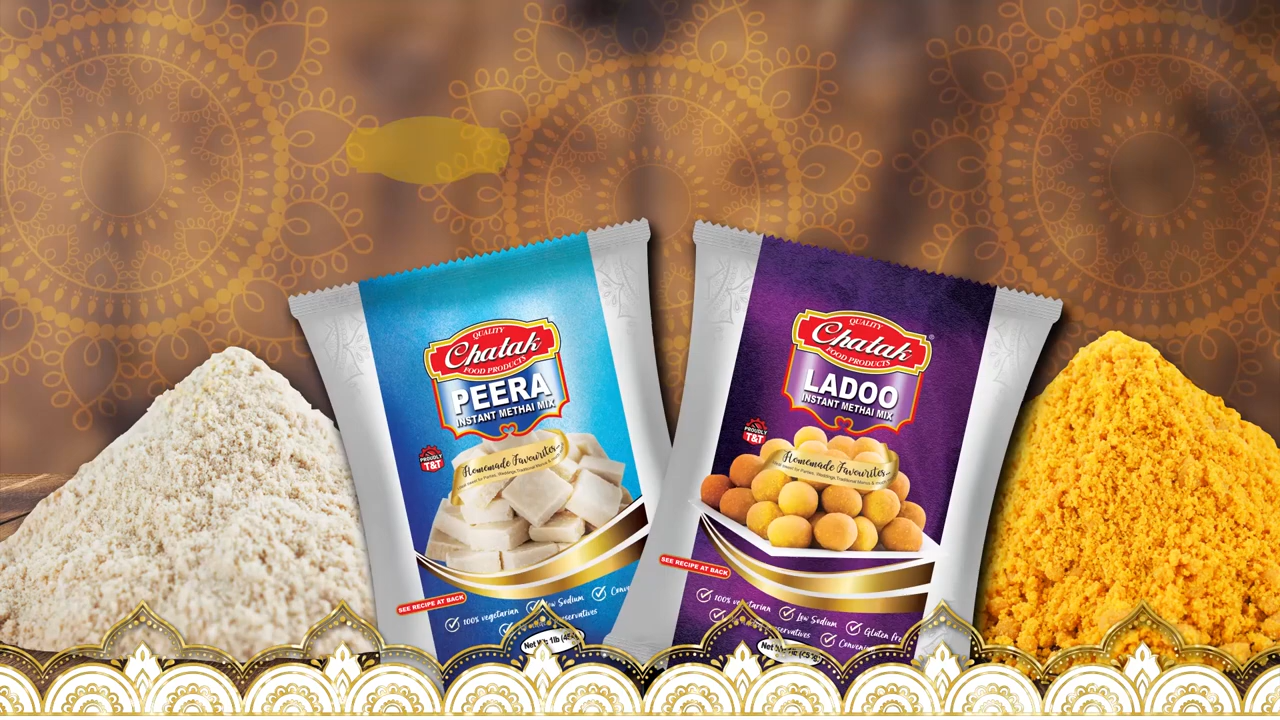 QUALITY
Chatak
FOOD PRODUCTS
PEERA
INSTANT METHAI MIX
PROUDLY
T&T
Homemade Favourites
SEE RECIPE AT BACK
100% vegetarian
Low Sodium
QUALITY
Chatak
FOOD PRODUCTS
®
LADOO
INSTANT METHAI MIX
PROUDLY
T&T
Homemade Favourites
SEE RECIPE AT BACK
100% vegetarian
Low Sodium
Gluten